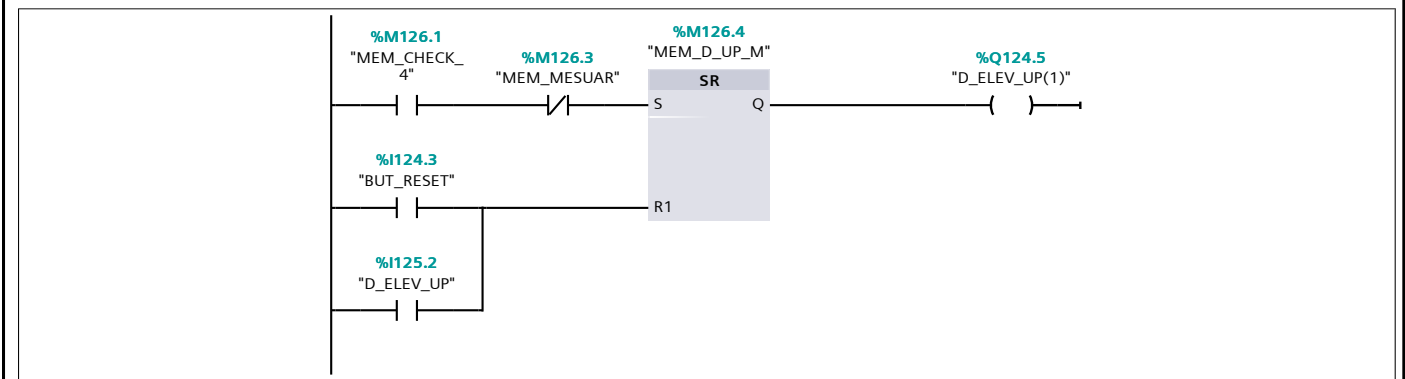 %M126.1
"MEM_CHECK_
4"
%M126.3
"MEM_MESUAR"
%M126.4
"MEM_D_UP_M"
SR
S
Q
R1
%Q124.5
"D_ELEV_UP(1)"
%I124.3
"BUT_RESET"
%I125.2
"D_ELEV_UP"